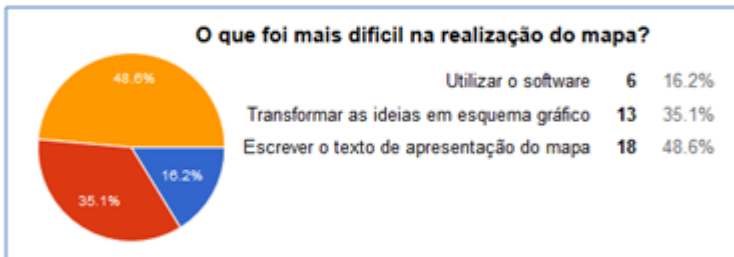 O que foi mais dificil na realização do mapa?
Utilizar o software 6 16.2%
Transformar as ideias em esquema gráfico 13 35.1%
Escrever o texto de apresentação do mapa 18 48.6%
48.6%
16.2%
35.1%